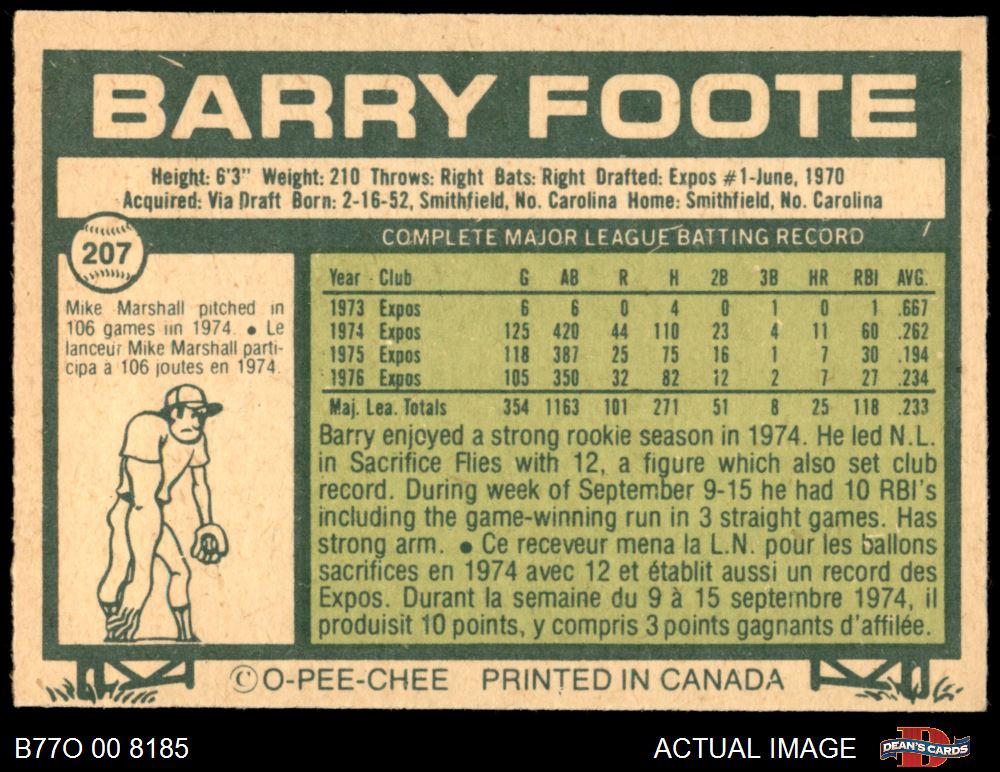 BARRY FOOTE
Height: 6'3" Weight: 210 Throws: Right Bats: Right Drafted: Expos #1-June, 1970
Acquired: Via Draft Born: 2-16-52, Smithfield, No. Carolina Home: Smithfield, No. Carolina
207
COMPLETE MAJOR LEAGUE BATTING RECORD
Mike Marshall pitched in
106 games iin 1974. ● Le
lanceur Mike Marshall parti-
cipa à 106 joutes en 1974.
Year Club G AB R H 2B 3B HR RBI AVG.
1973 Expos 6 6 0 4 0 1 0 1 .667
1974 Expos 125 420 44 110 23 4 11 60 .262
1975 Expos 118 387 25 75 16 1 7 30 .194
1976 Expos 105 350 32 82 12 2 7 27 .234
Maj. Lea. Totals 354 1163 101 271 51 8 25 118 .233
Barry enjoyed a strong rookie season in 1974. He led N.L.
in Sacrifice Flies with 12, a figure which also set club
record. During week of September 9-15 he had 10 RBI's
including the game-winning run in 3 straight games. Has
strong arm. ● Ce receveur mena la L.N. pour les ballons
sacrifices en 1974 avec 12 et établit aussi un record des
Expos. Durant la semaine du 9 à 15 septembre 1974, il
produisit 10 points, y compris 3 points gagnants d'affilée.
© O-PEE-CHEE PRINTED IN CANADA
B77O 00 8185
ACTUAL IMAGE
D
DEAN'S CARDS